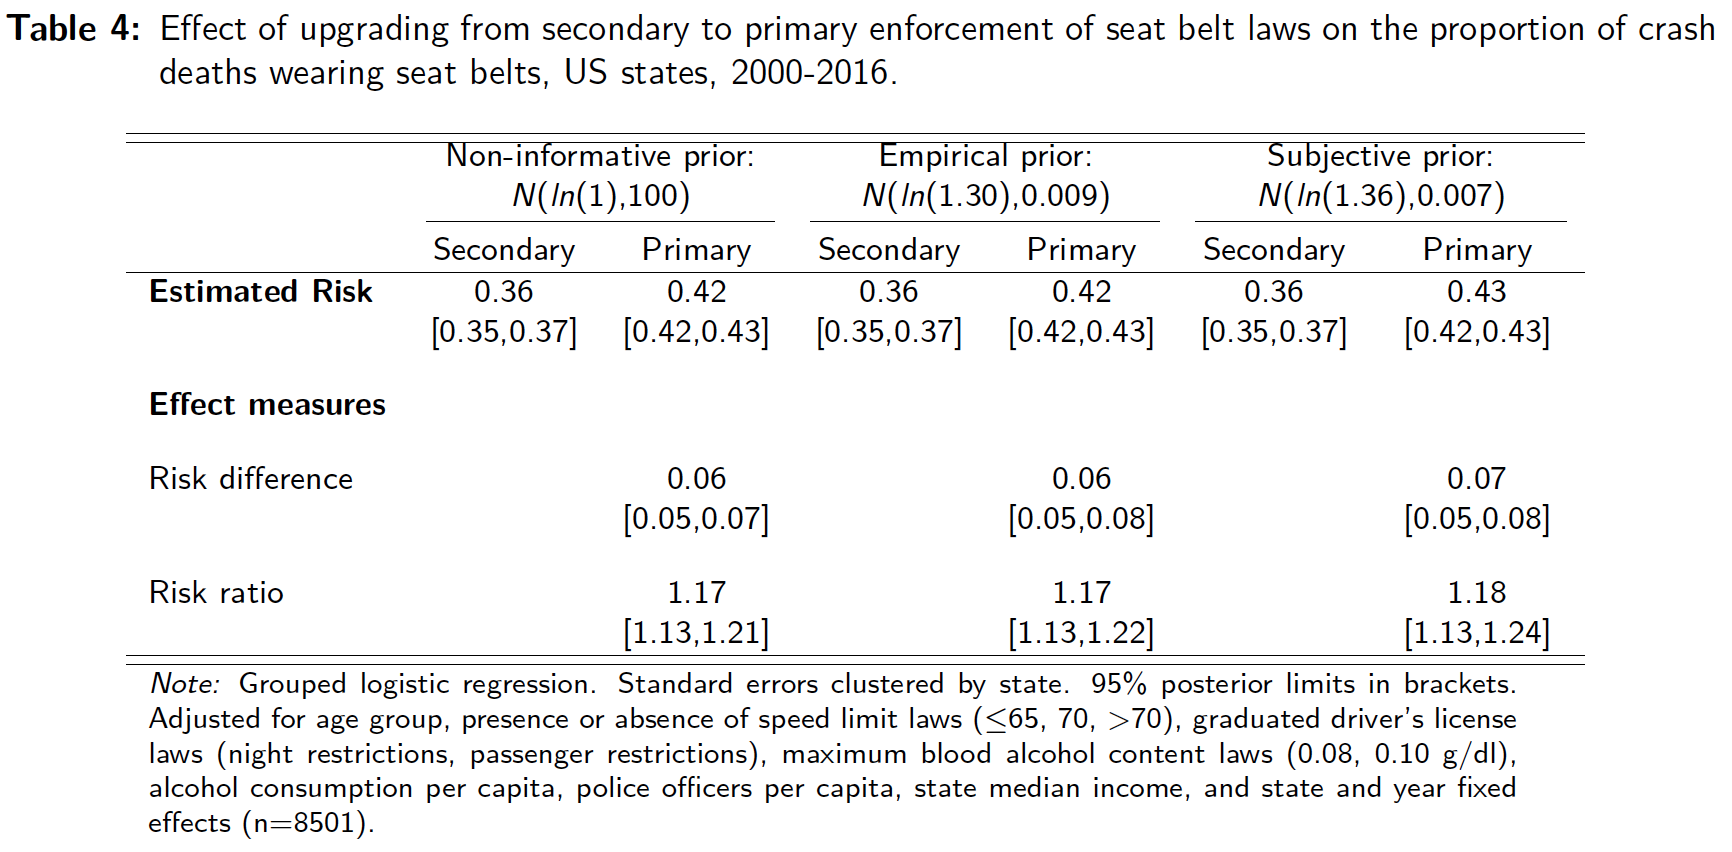 Table 4: Effect of upgrading from secondary to primary enforcement of seat belt laws on the proportion of crash
deaths wearing seat belts, US states, 2000-2016.
Non-informative prior: Empirical prior: Subjective prior:
N(ln(1),100) N(ln(1.30),0.009) N(ln(1.36),0.007)
Secondary Primary Secondary Primary Secondary Primary
Estimated Risk 0.36 0.42 0.36 0.42 0.36 0.43
[0.35,0.37] [0.42,0.43] [0.35,0.37] [0.42,0.43] [0.35,0.37] [0.42,0.43]
Effect measures
Risk difference 0.06 0.06 0.07
[0.05,0.07] [0.05,0.08] [0.05,0.08]
Risk ratio 1.17 1.17 1.18
[1.13,1.21] [1.13,1.22] [1.13,1.24]
Note: Grouped logistic regression. Standard errors clustered by state. 95% posterior limits in brackets.
Adjusted for age group, presence or absence of speed limit laws (≤65, 70, >70), graduated driver's license
laws (night restrictions, passenger restrictions), maximum blood alcohol content laws (0.08, 0.10 g/dl),
alcohol consumption per capita, police officers per capita, state median income, and state and year fixed
effects (n=8501).